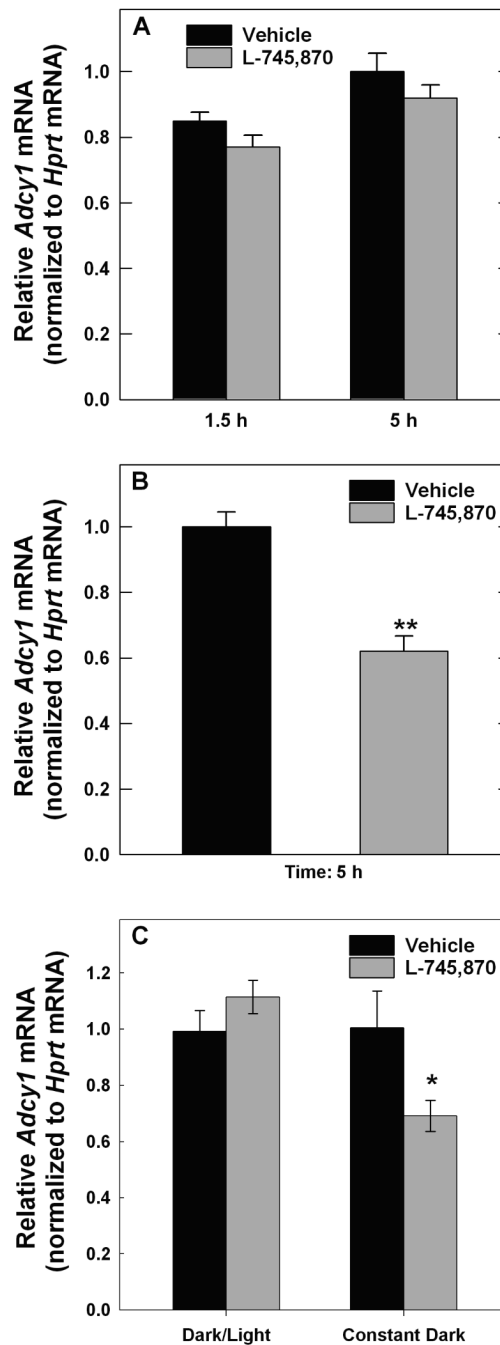 A
Vehicle
L-745,870
Relative Adcy1 mRNA
(normalized to Hprt mRNA)
1.0
0.8
0.6
0.4
0.2
0.0
1.5 h
5 h
B
Vehicle
L-745,870
Relative Adcy1 mRNA
(normalized to Hprt mRNA)
1.0
0.8
0.6
0.4
0.2
0.0
**
Time: 5 h
C
Vehicle
L-745,870
Relative Adcy1 mRNA
(normalized to Hprt mRNA)
1.2
1.0
0.8
0.6
0.4
0.2
0.0
*
Dark/Light
Constant Dark